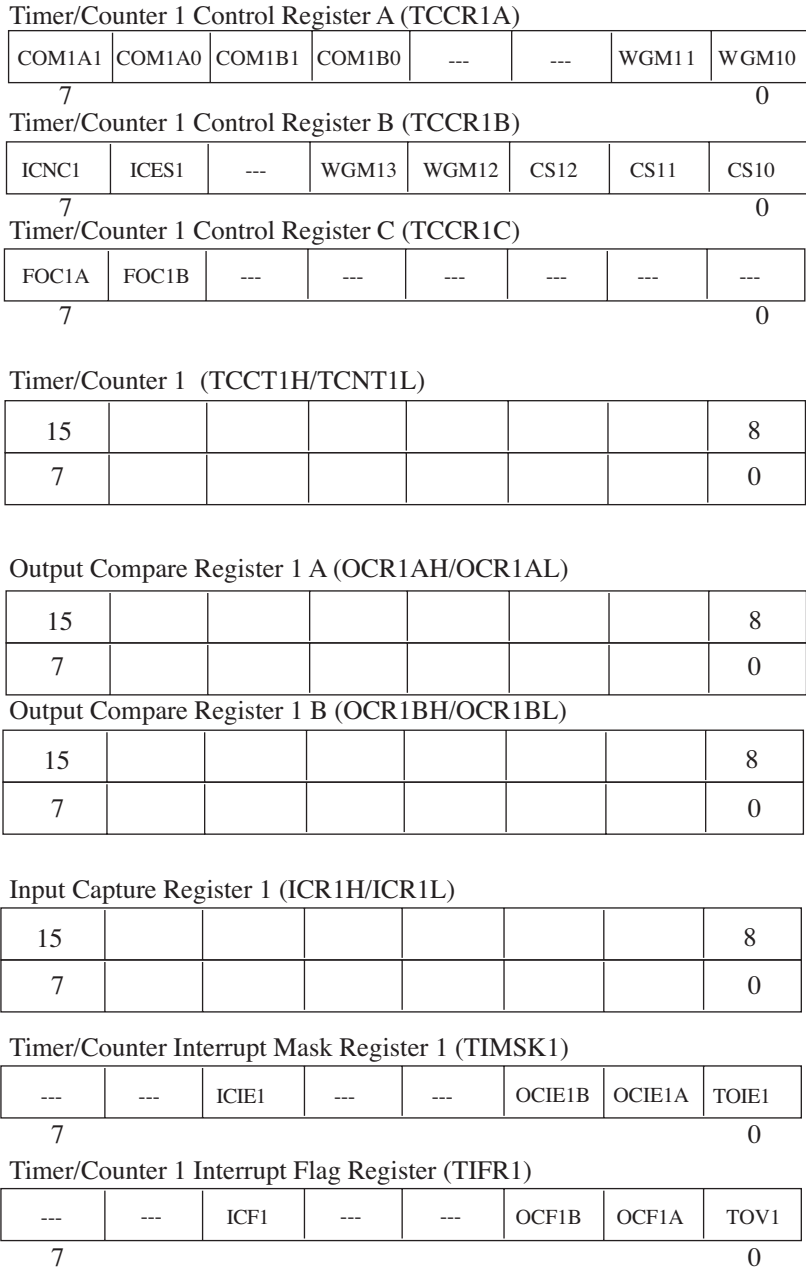 Timer/Counter 1 Control Register A (TCCR1A)
COM1A1 COM1A0 COM1B1 COM1B0 --- --- WGM11 WGM10
7 0
Timer/Counter 1 Control Register B (TCCR1B)
ICNC1 ICES1 --- WGM13 WGM12 CS12 CS11 CS10
7 0
Timer/Counter 1 Control Register C (TCCR1C)
FOC1A FOC1B --- --- --- --- --- ---
7 0
Timer/Counter 1 (TCCT1H/TCNT1L)
15 8
7 0
Output Compare Register 1 A (OCR1AH/OCR1AL)
15 8
7 0
Output Compare Register 1 B (OCR1BH/OCR1BL)
15 8
7 0
Input Capture Register 1 (ICR1H/ICR1L)
15 8
7 0
Timer/Counter Interrupt Mask Register 1 (TIMSK1)
--- --- ICIE1 --- --- OCIE1B OCIE1A TOIE1
7 0
Timer/Counter 1 Interrupt Flag Register (TIFR1)
--- --- ICF1 --- --- OCF1B OCF1A TOV1
7 0